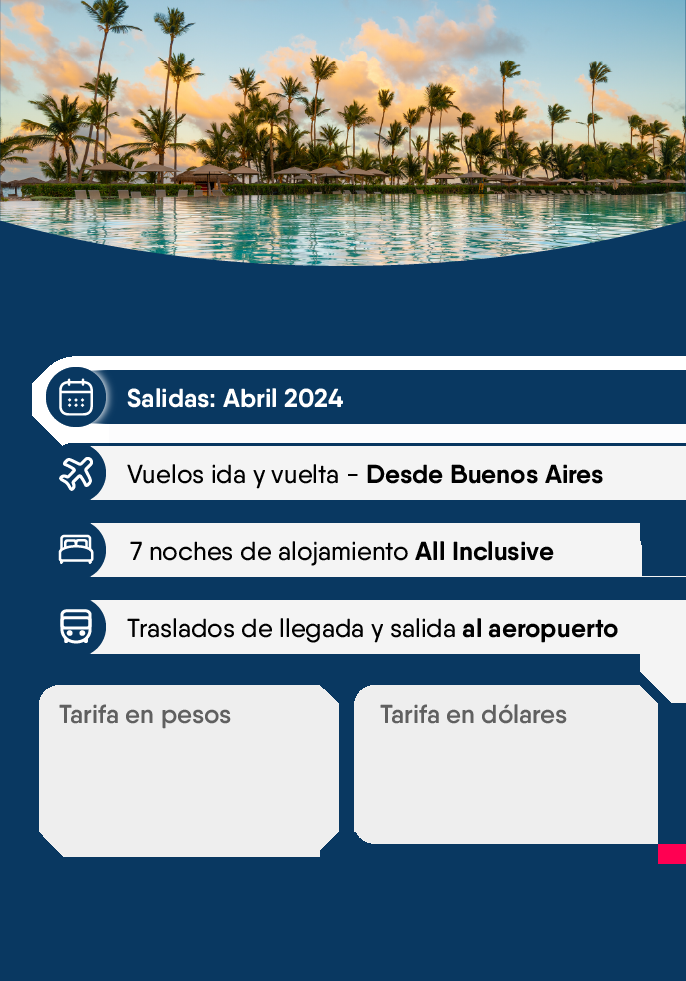 Salidas: Abril 2024
Vuelos ida y vuelta - Desde Buenos Aires
7 noches de alojamiento All Inclusive
Traslados de llegada y salida al aeropuerto
Tarifa en pesos
Tarifa en dólares